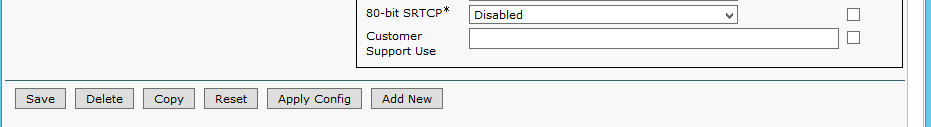 80-bit SRTCP* Disabled
Customer
Support Use
Save Delete Copy Reset Apply Config Add New